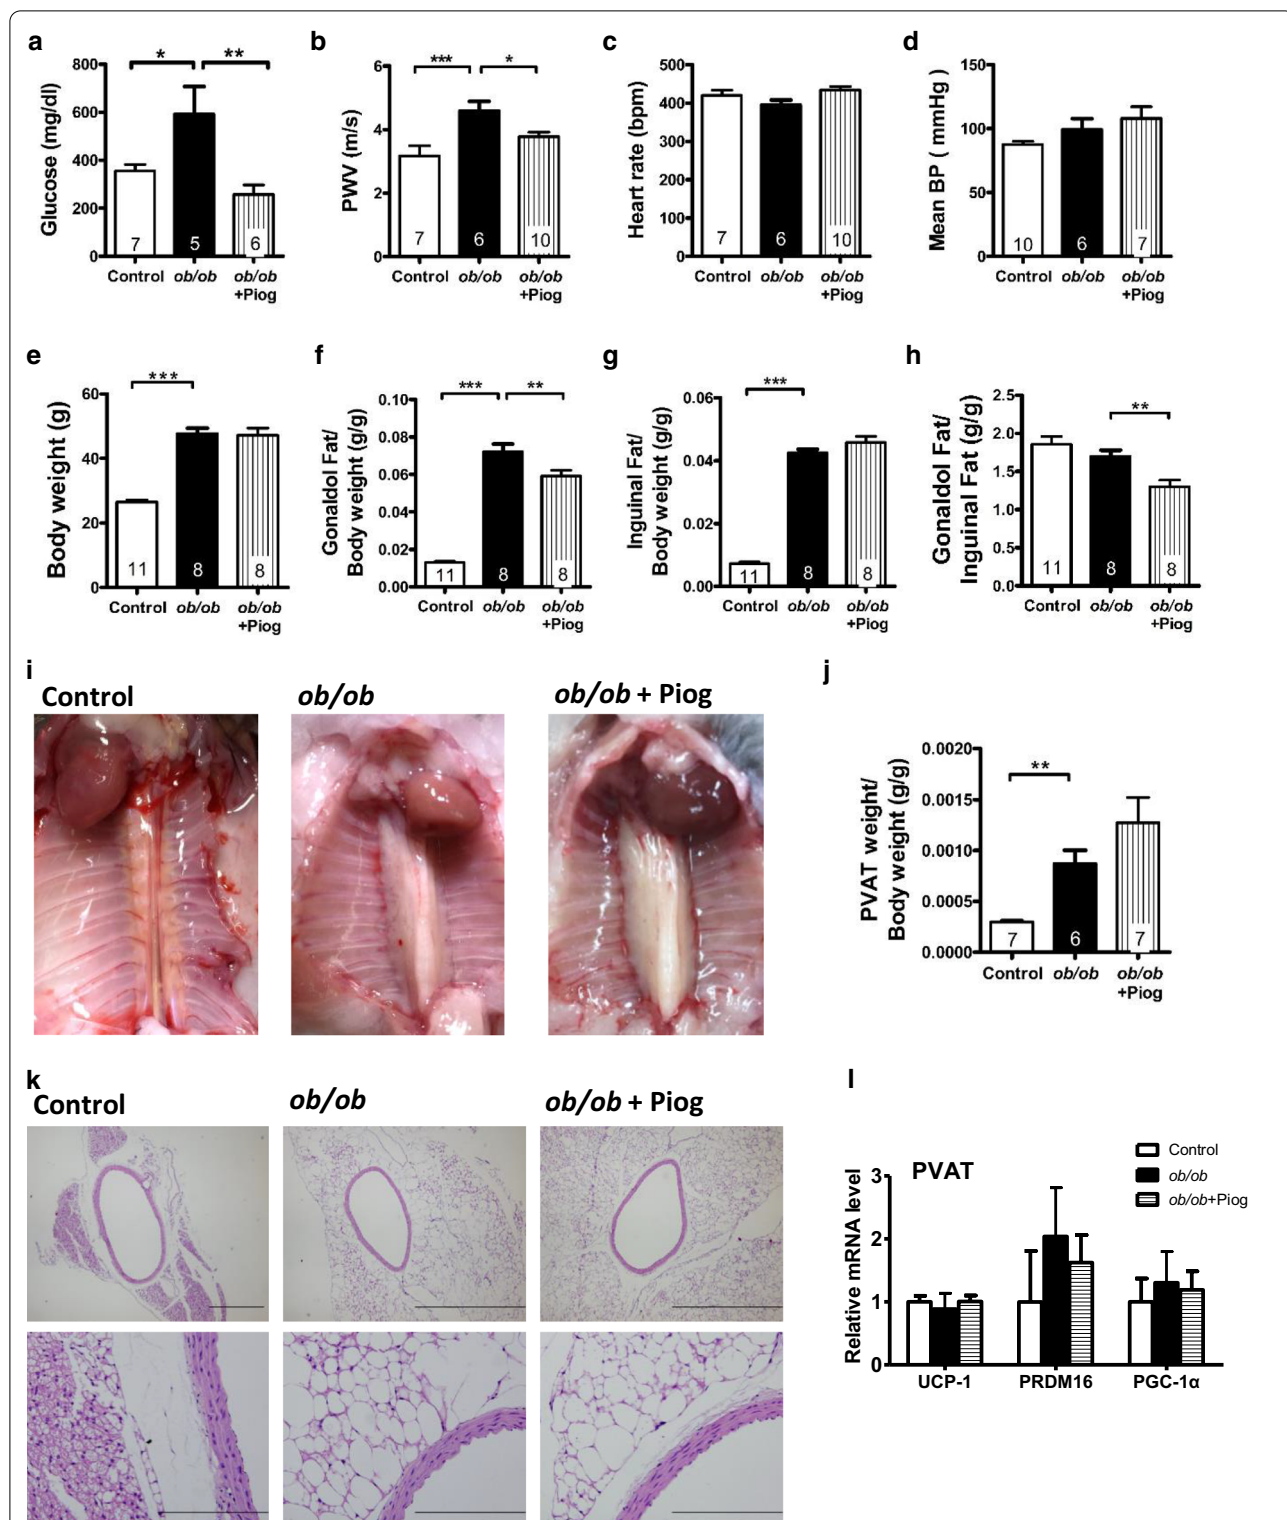 a
* **
Glucose (mg/dl)
800
600
400
200
0
7 5 6
Control ob/ob ob/ob
+Piog
b
*** *
PWV (m/s)
6
4
2
0
7 6 10
Control ob/ob ob/ob
+Piog
c
Heart rate (bpm)
500
400
300
200
100
0
7 6 10
Control ob/ob ob/ob
+Piog
d
Mean BP ( mmHg )
150
100
50
0
10 6 7
Control ob/ob ob/ob
+Piog
e
***
Body weight (g)
60
40
20
0
11 8 8
Control ob/ob ob/ob
+Piog
f
*** **
Gonaldol Fat/
Body weight (g/g)
0.10
0.08
0.06
0.04
0.02
0.00
11 8 8
Control ob/ob ob/ob
+Piog
g
***
Inguinal Fat/
Body weight (g/g)
0.06
0.04
0.02
0.00
11 8 8
Control ob/ob ob/ob
+Piog
h
**
Gonaldol Fat/
Inguinal Fat (g/g)
2.5
2.0
1.5
1.0
0.5
0.0
11 8 8
Control ob/ob ob/ob
+Piog
i
Control ob/ob ob/ob + Piog
j
**
PVAT weight/
Body weight (g/g)
0.0020
0.0015
0.0010
0.0005
0.0000
7 6 7
Control ob/ob ob/ob
+Piog
k
Control ob/ob ob/ob + Piog
l
PVAT
Control
ob/ob
ob/ob+Piog
Relative mRNA level
3
2
1
0
UCP-1 PRDM16 PGC-1α